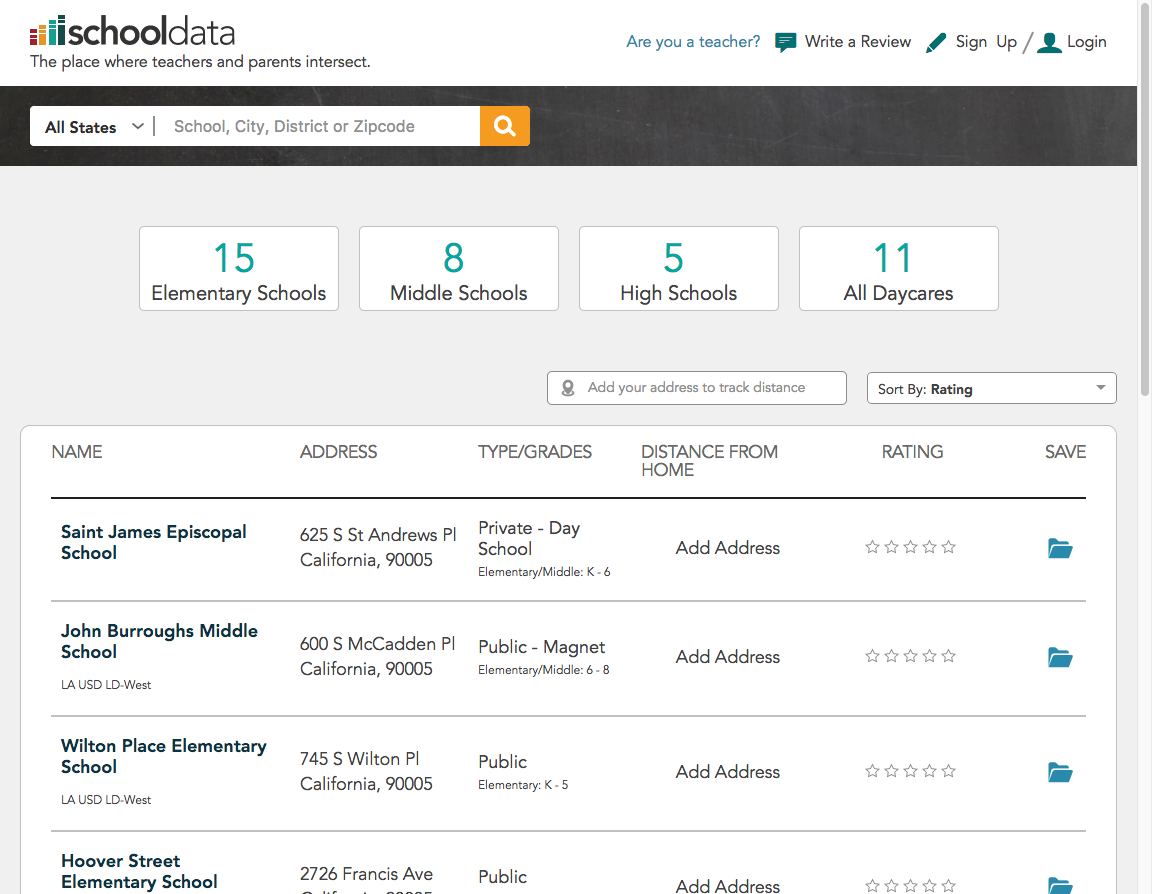 schooldata
The place where teachers and parents intersect.
Are you a teacher? Write a Review Sign Up / Login
All States School, City, District or Zipcode
15
Elementary Schools
8
Middle Schools
5
High Schools
11
All Daycares
Add your address to track distance
Sort By: Rating
NAME ADDRESS TYPE/GRADES DISTANCE FROM HOME RATING SAVE
Saint James Episcopal
School
625 S St Andrews Pl
California, 90005
Private - Day
School
Elementary/Middle: K - 6
Add Address
John Burroughs Middle
School
LA USD LD-West
600 S McCadden Pl
California, 90005
Public - Magnet
Elementary/Middle: 6 - 8
Add Address
Wilton Place Elementary
School
LA USD LD-West
745 S Wilton Pl
California, 90005
Public
Elementary: K - 5
Add Address
Hoover Street
Elementary School
2726 Francis Ave
Public
Add Address